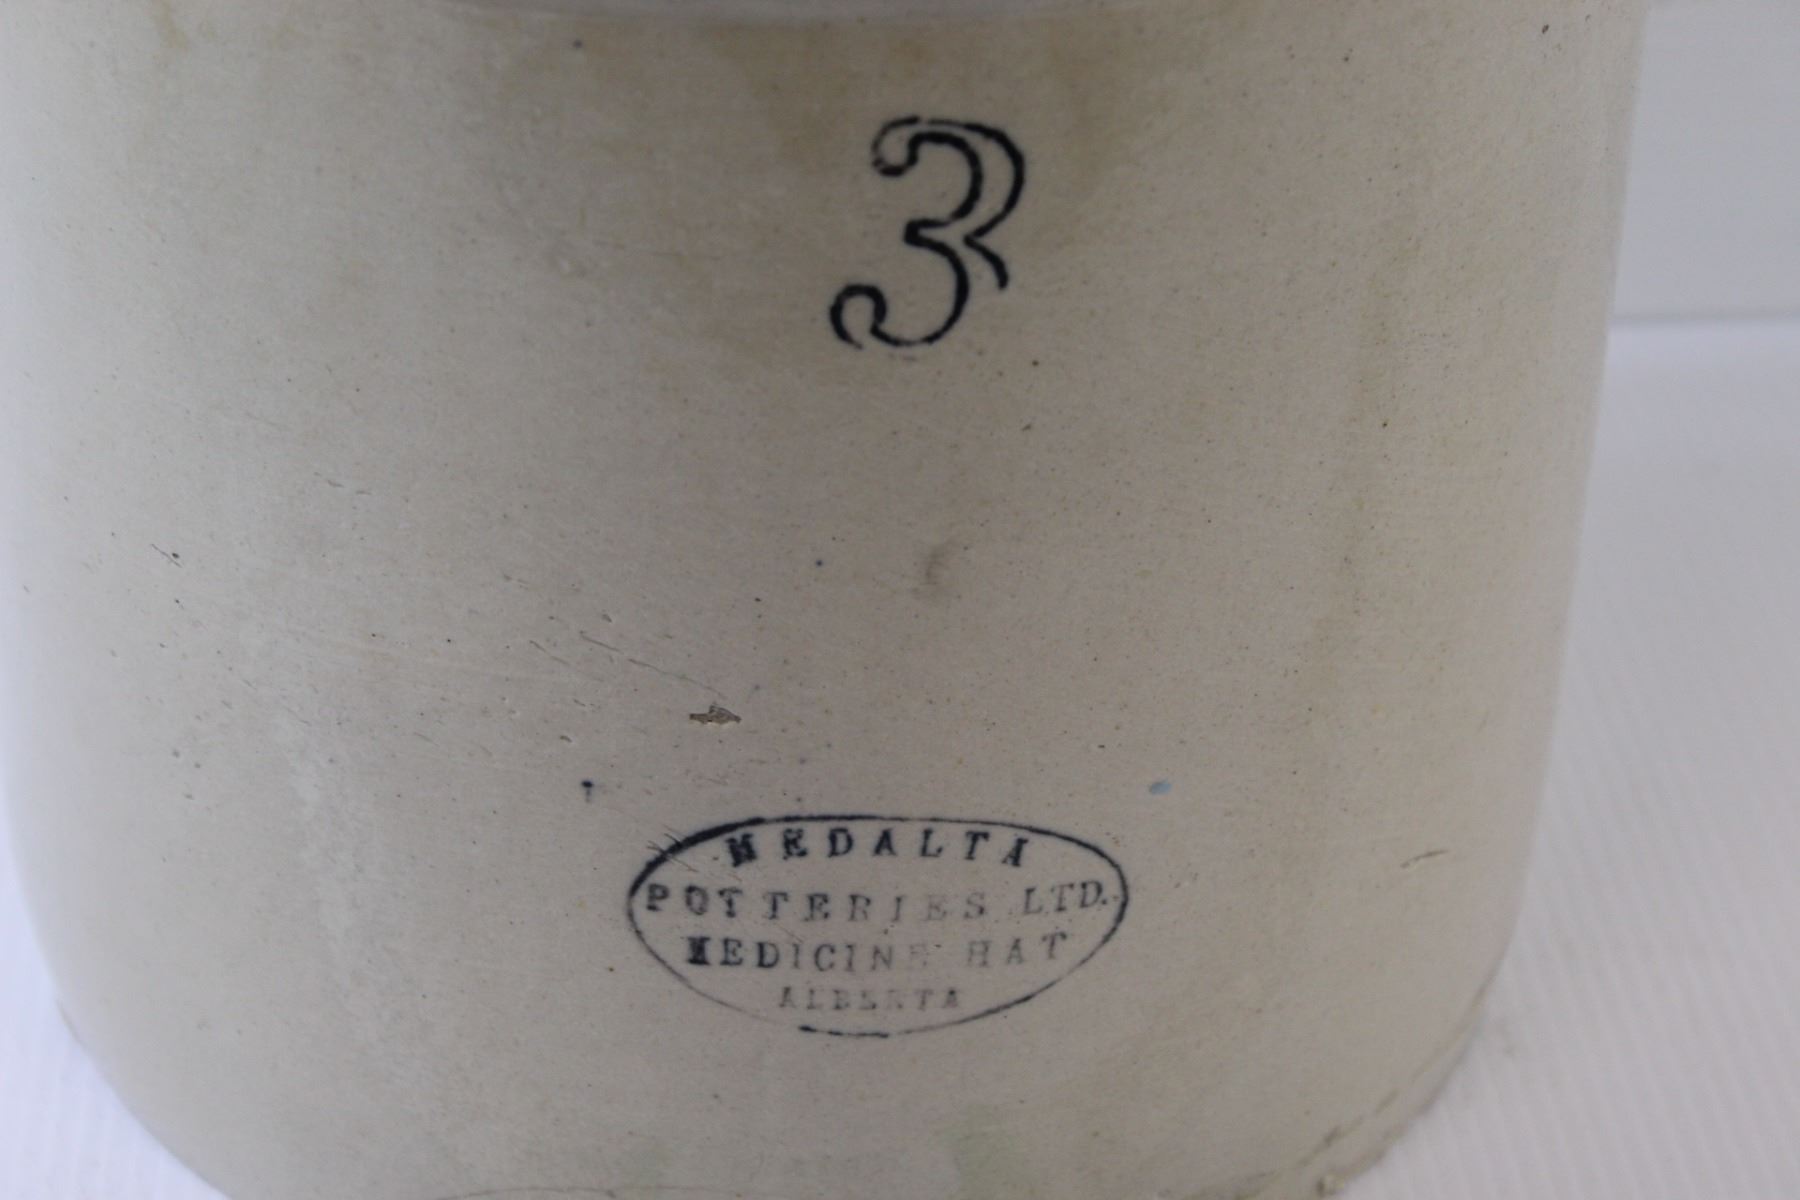 3
MEDALTA
POTTERIES LTD.
MEDICINE HAT
ALBERTA